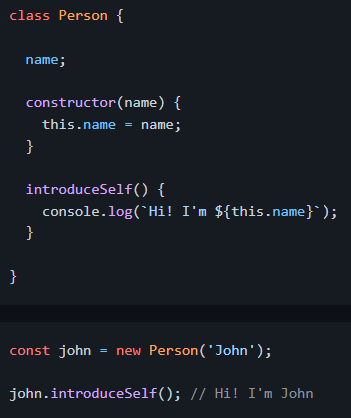 class Person {
name;
constructor(name) {
this.name = name;
}
introduceSelf() {
console.log(`Hi! I'm ${this.name}`);
}
}
const john = new Person('John');
john.introduceSelf(); // Hi! I'm John